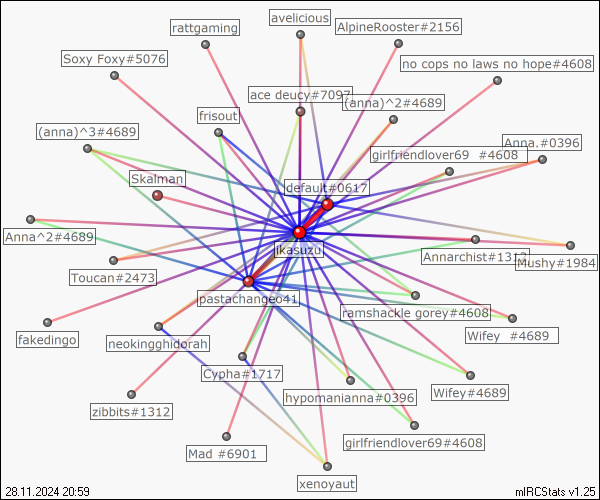 avelicious
rattgaming
AlpineRooster#2156
Soxy Foxy#5076
no cops no laws no hope#4608
ace deucy#7097
(anna)^2#4689
frisout
(anna)^3#4689
Anna.#0396
girlfriendlover69 #4608
Skalman
default#0617
Anna^2#4689
jkasuzu
Annarchist#1312
Mushy#1984
Toucan#2473
pastachangeo41
ramshackle gorey#4608
fakedingo
neokingghidorah
Wifey #4689
Cypha#1717
Wifey#4689
hypomanianna#0396
zibbits#1312
girlfriendlover69#4608
Mad #6901
xenoyaut
28.11.2024 20:59
mIRCStats v1.25